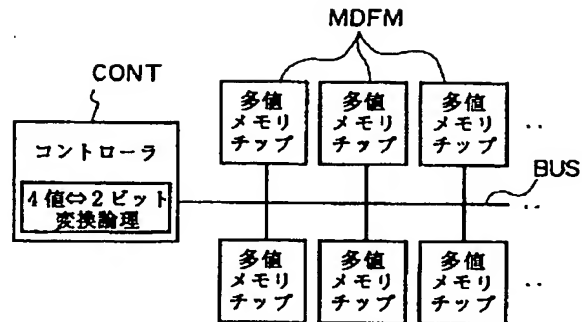 MDFM
CONT
多値
メモリ
チップ
多値
メモリ
チップ
多値
メモリ
チップ
‥
コントローラ
4値⇔2ビット
変換論理
BUS
‥
多値
メモリ
チップ
多値
メモリ
チップ
多値
メモリ
チップ
‥